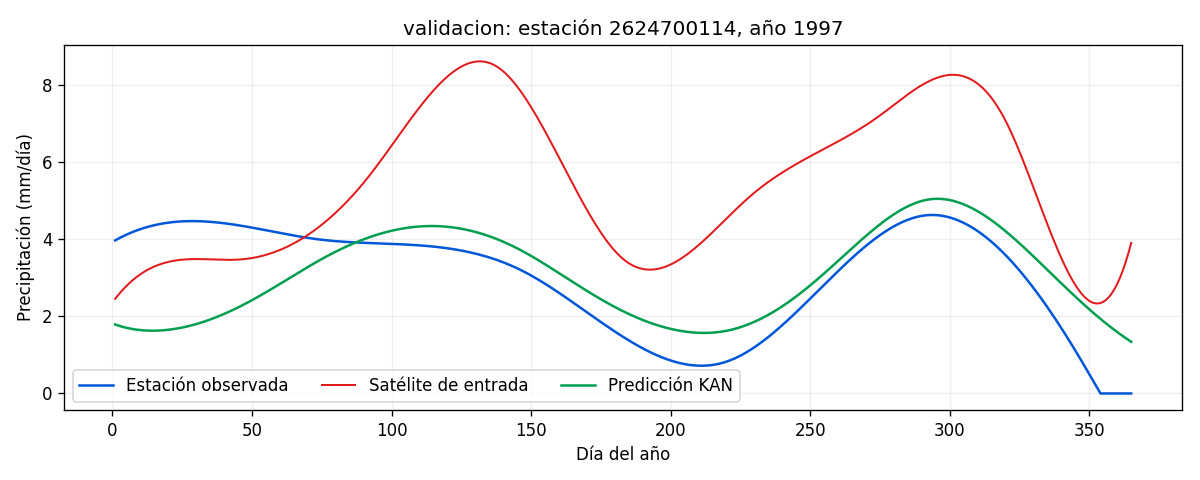 validacion: estación 2624700114, año 1997
Precipitación (mm/día)
8
6
4
2
0
Estación observada
Satélite de entrada
Predicción KAN
0 50 100 150 200 250 300 350
Día del año